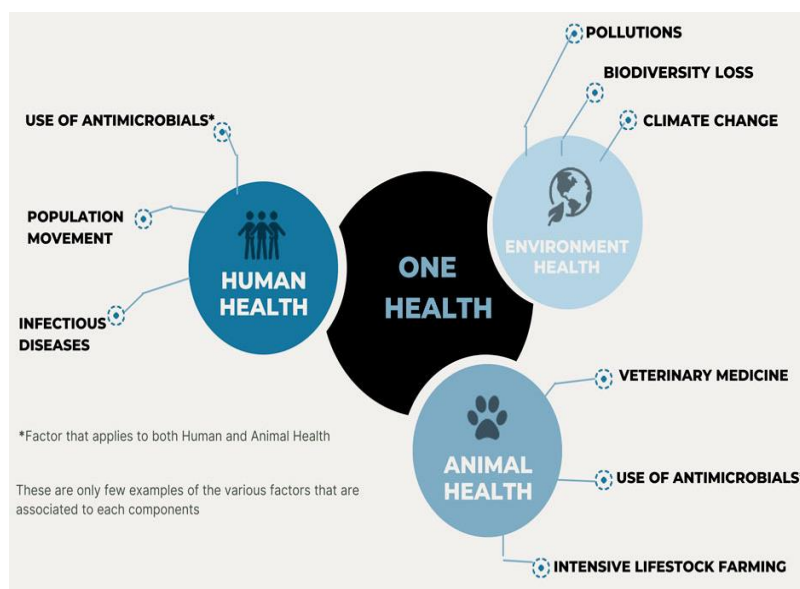 POLLUTIONS
BIODIVERSITY LOSS
CLIMATE CHANGE
USE OF ANTIMICROBIALS*
POPULATION
MOVEMENT
INFECTIOUS
DISEASES
HUMAN
HEALTH
ONE
HEALTH
ENVIRONMENT
HEALTH
VETERINARY MEDICINE
USE OF ANTIMICROBIALS
INTENSIVE LIVESTOCK FARMING
ANIMAL
HEALTH
*Factor that applies to both Human and Animal Health
These are only few examples of the various factors that are
associated to each components